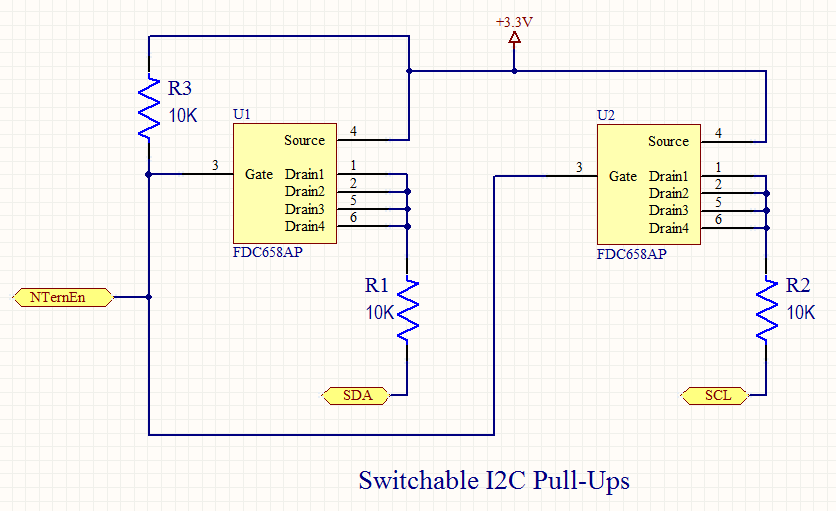 +3.3V
R3
10K
U1
Source 4
3 Gate Drain1 1
Drain2 2
Drain3 5
Drain4 6
FDC658AP
U2
Source 4
3 Gate Drain1 1
Drain2 2
Drain3 5
Drain4 6
FDC658AP
NTernEn
R1
10K
R2
10K
SDA
SCL
Switchable I2C Pull-Ups